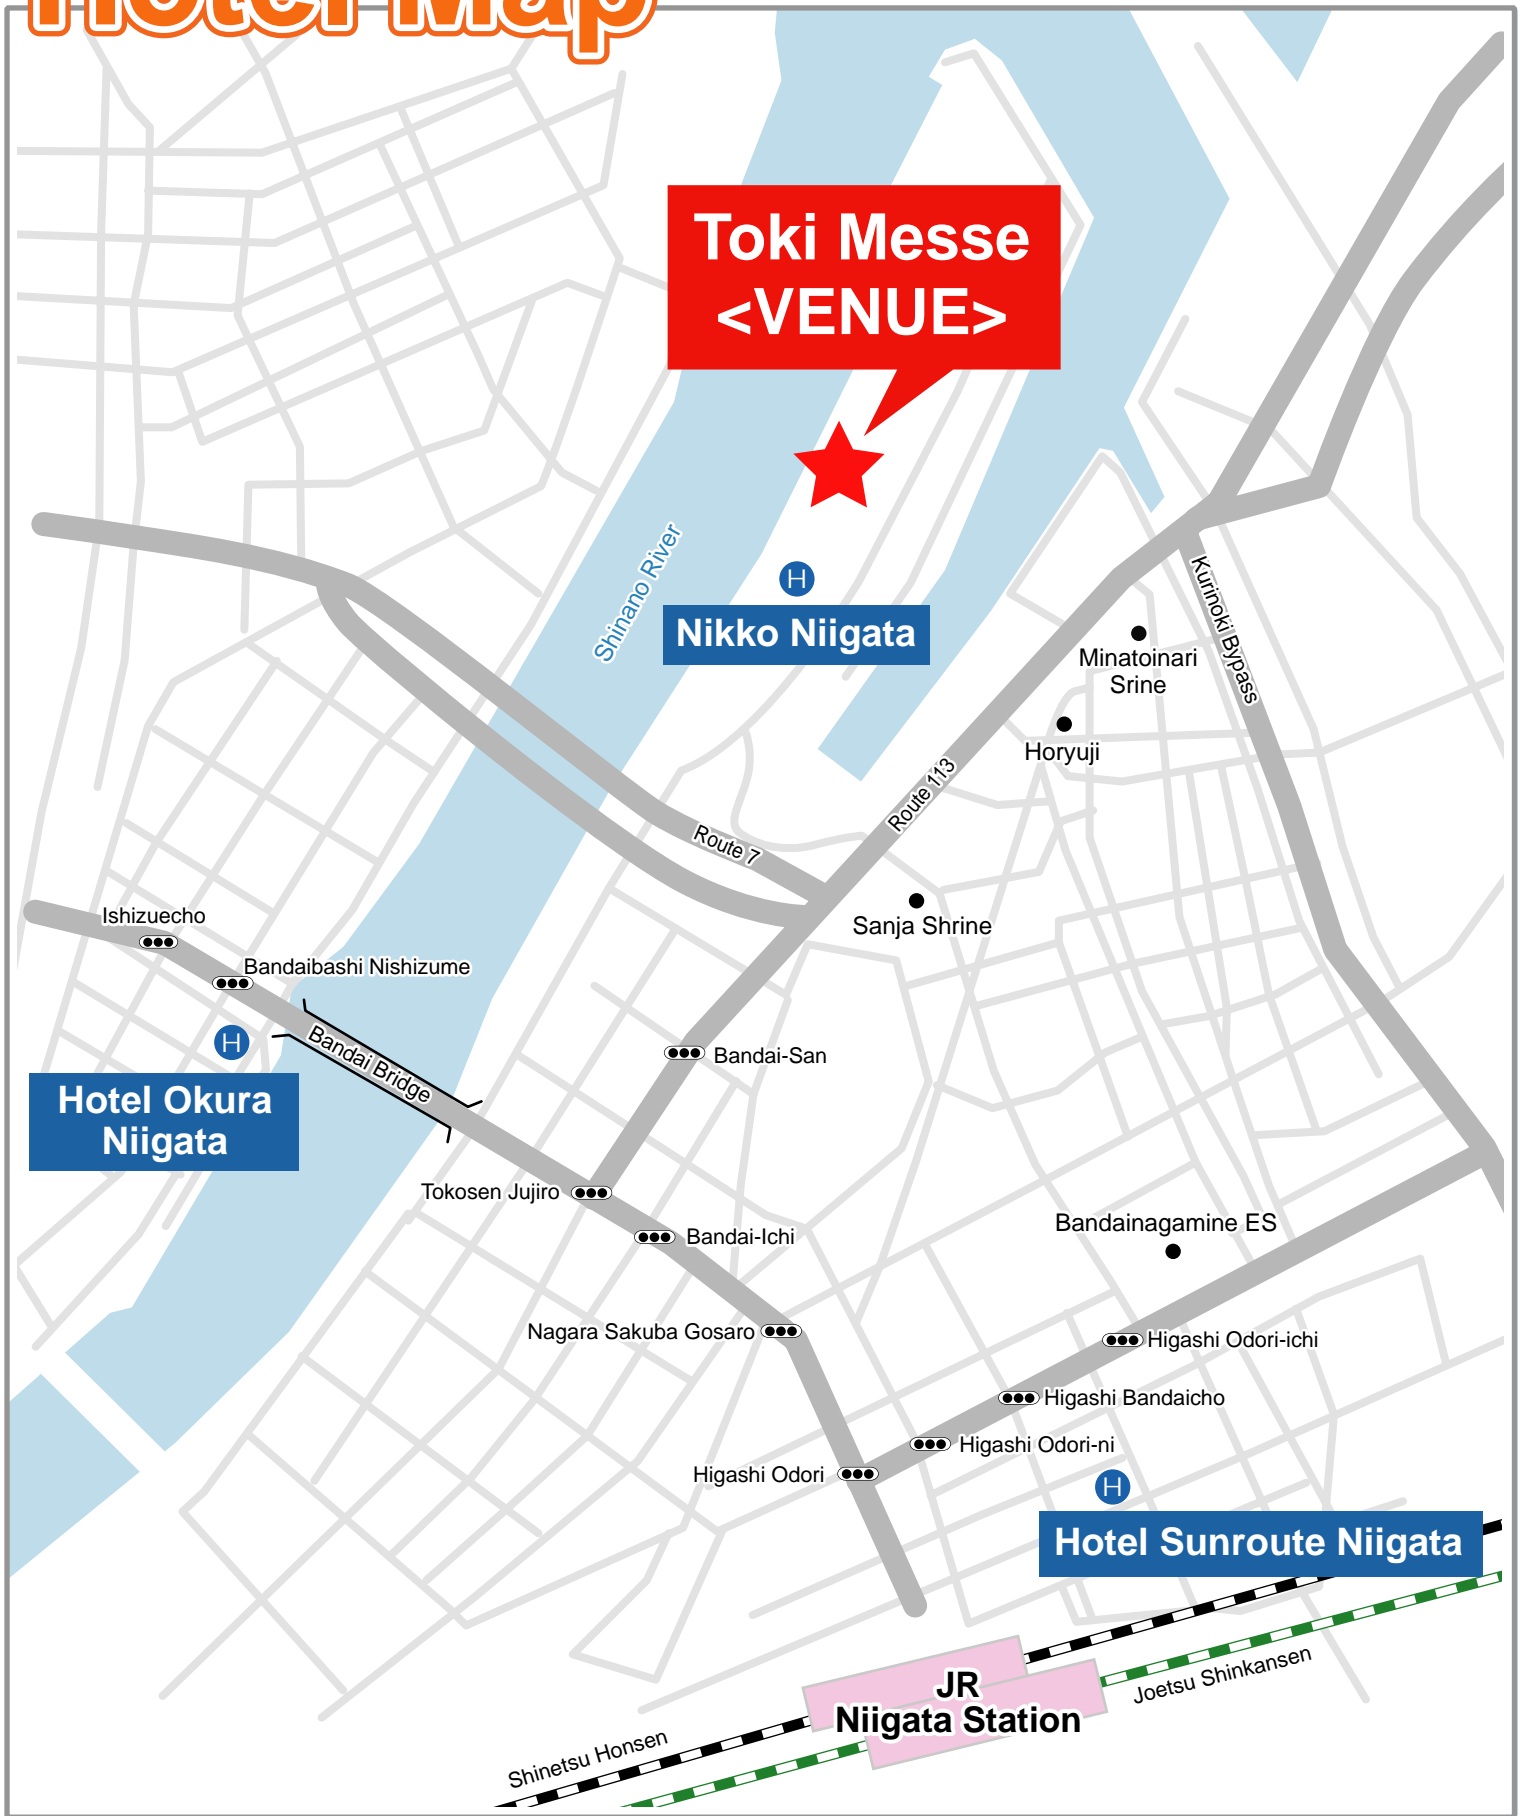 Hotel Map
Toki Messe
<VENUE>
Shinano River
H
Nikko Niigata
Kurinoki Bypass
Minatoinari
Srine
Horyuji
Route 113
Route 7
Sanja Shrine
Ishizuecho
Bandaibashi Nishizume
H
Bandai Bridge
Hotel Okura
Niigata
Bandai-San
Tokosen Jujiro
Bandai-Ichi
Bandainagamine ES
Nagara Sakuba Gosaro
Higashi Odori-ichi
Higashi Bandaicho
Higashi Odori-ni
Higashi Odori
H
Hotel Sunroute Niigata
JR
Niigata Station
Joetsu Shinkansen
Shinetsu Honsen